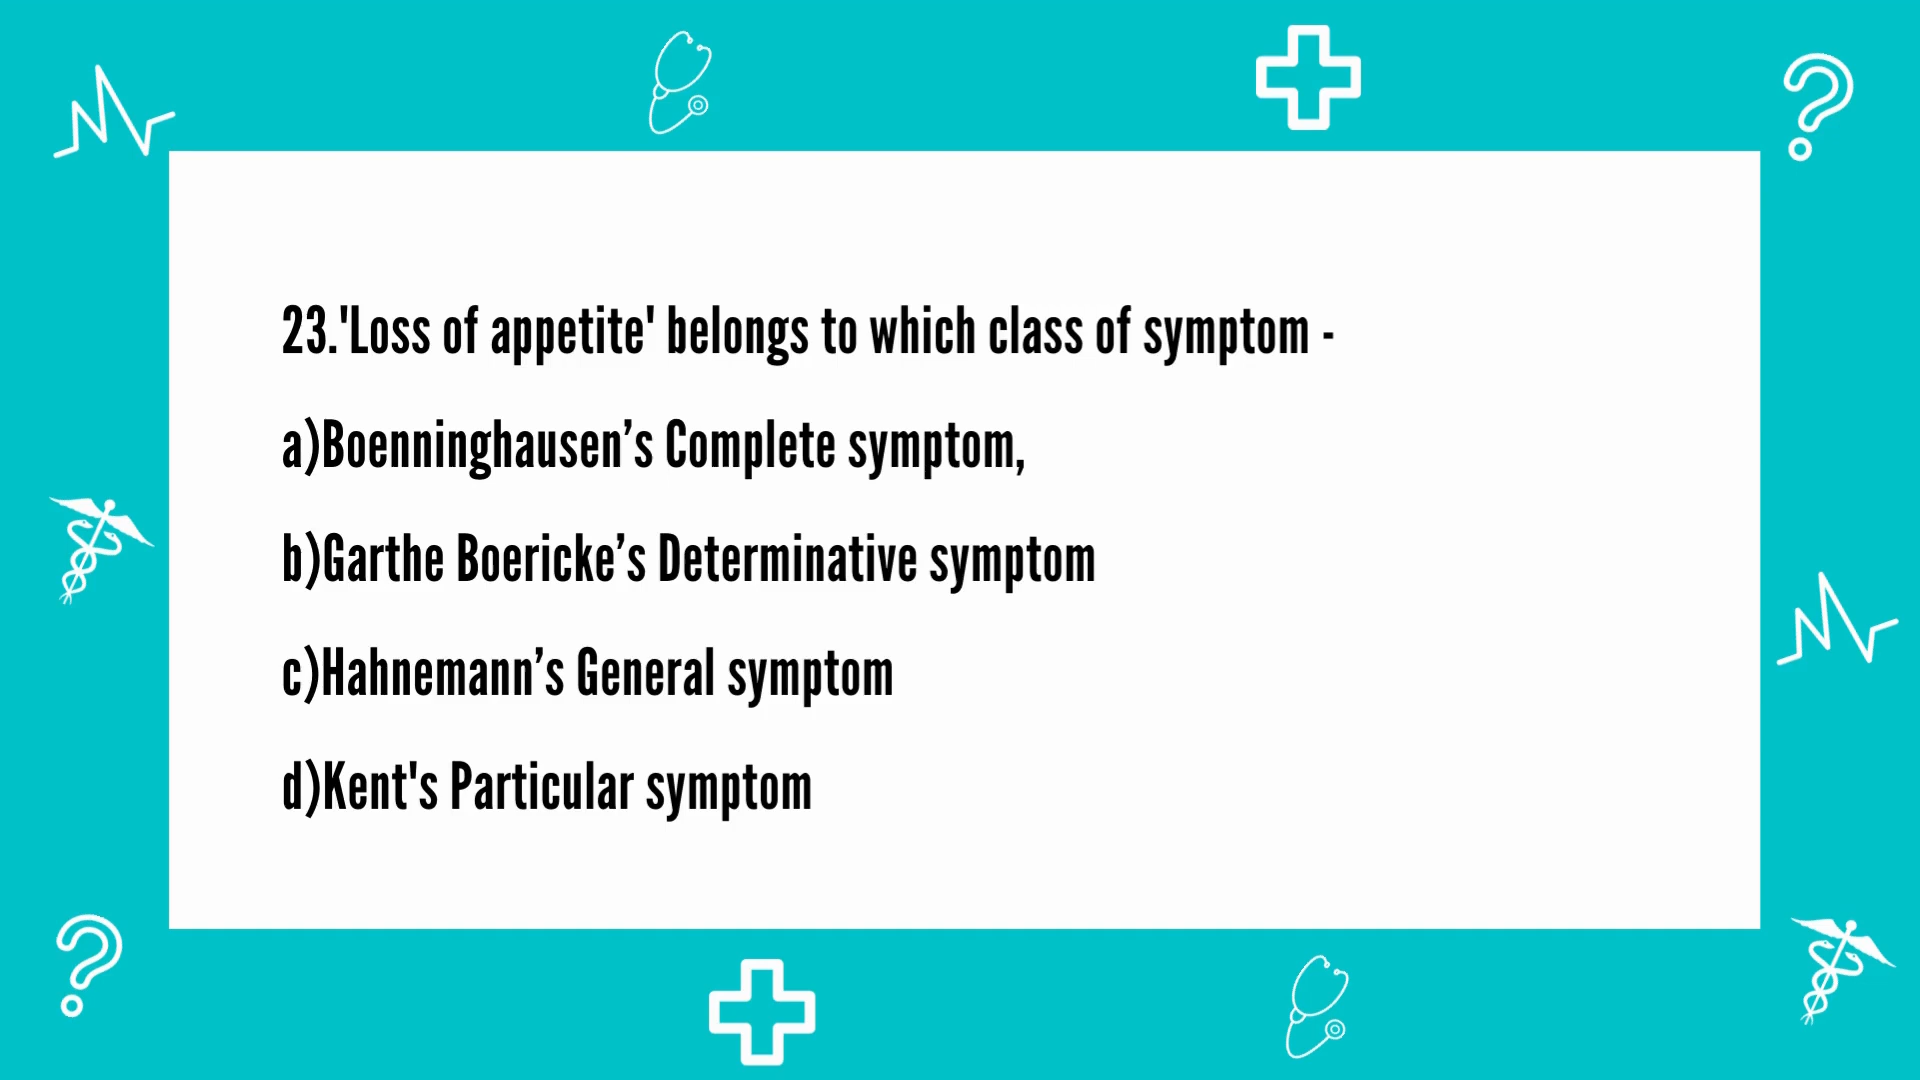 23.'Loss of appetite' belongs to which class of symptom -
a)Boenninghausen’s Complete symptom,
b)Garthe Boericke’s Determinative symptom
c)Hahnemann’s General symptom
d)Kent's Particular symptom